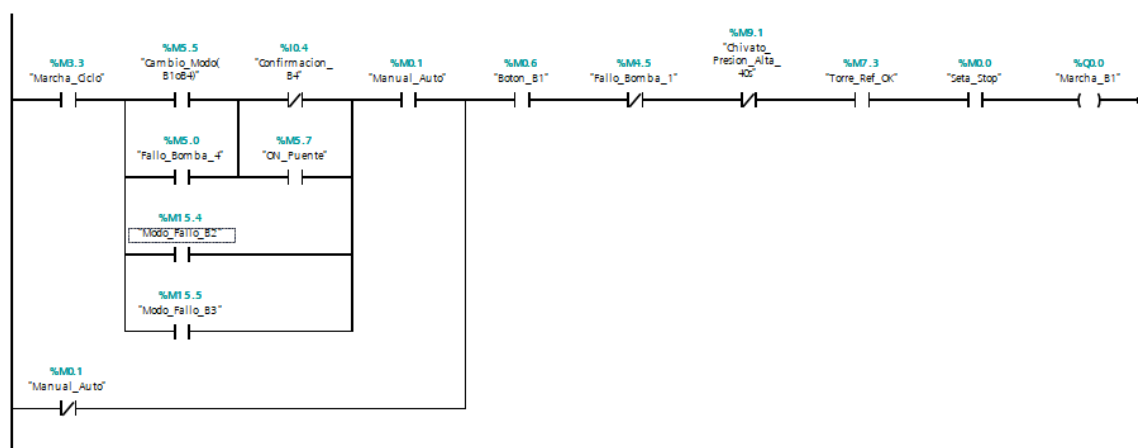 %M3.3
"Marcha_Ciclo"
%M5.5
"Cambio_Modo(
B1oB4)"
%I0.4
"Confirmacion_
B4"
%M0.1
"Manual_Auto"
%M0.6
"Boton_B1"
%M4.5
"Fallo_Bomba_1"
%M9.1
"Chivato_
Presion_Alta_
40s"
%M7.3
"Torre_Ref_OK"
%M0.0
"Seta_Stop"
%Q0.0
"Marcha_B1"
%M5.0
"Fallo_Bomba_4"
%M5.7
"ON_Puente"
%M15.4
"Modo_Fallo_B2"
%M15.5
"Modo_Fallo_B3"
%M0.1
"Manual_Auto"